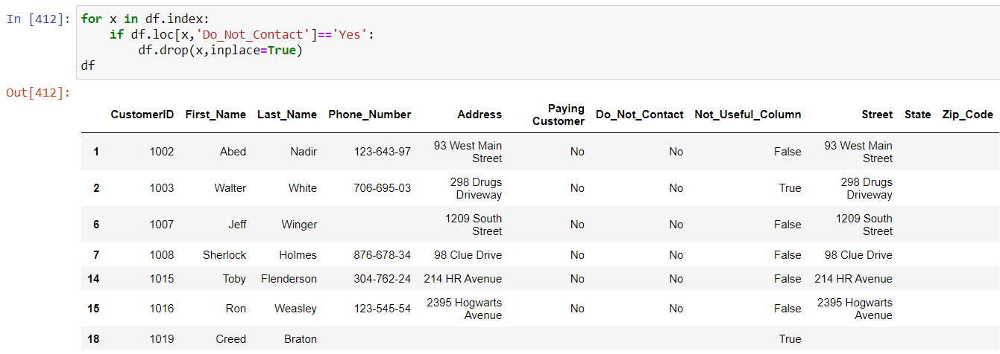 In [412]: for x in df.index:
if df.loc[x,'Do_Not_Contact']=='Yes':
df.drop(x,inplace=True)
df
Out[412]:
CustomerID First_Name Last_Name Phone_Number Address Paying Customer Do_Not_Contact Not_Useful_Column Street State Zip_Code
1 1002 Abed Nadir 123-643-97 93 West Main Street No No False 93 West Main Street
2 1003 Walter White 706-695-03 298 Drugs Driveway No No True 298 Drugs Driveway
6 1007 Jeff Winger 1209 South Street No No False 1209 South Street
7 1008 Sherlock Holmes 876-678-34 98 Clue Drive No No False 98 Clue Drive
14 1015 Toby Flenderson 304-762-24 214 HR Avenue No No False 214 HR Avenue
15 1016 Ron Weasley 123-545-54 2395 Hogwarts Avenue No No False 2395 Hogwarts Avenue
18 1019 Creed Braton True